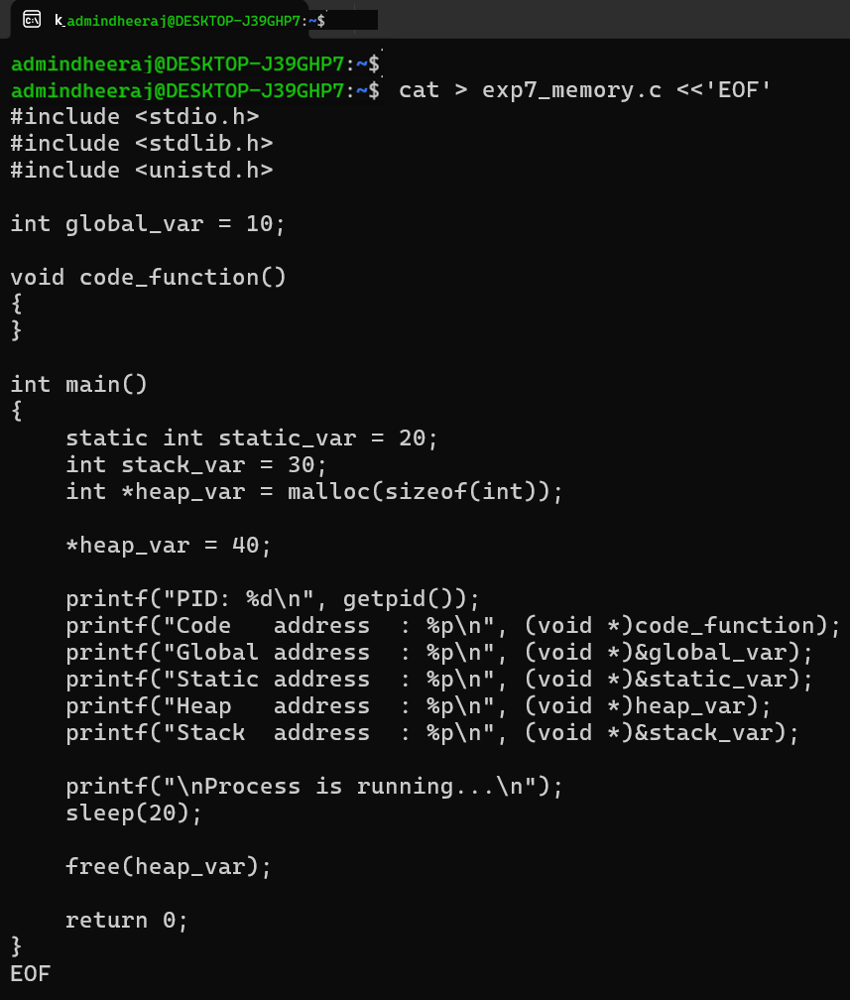 k_admindheeraj@DESKTOP-J39GHP7:~$
admindheeraj@DESKTOP-J39GHP7:~$
admindheeraj@DESKTOP-J39GHP7:~$ cat > exp7_memory.c <<'EOF'
#include <stdio.h>
#include <stdlib.h>
#include <unistd.h>

int global_var = 10;

void code_function()
{
}

int main()
{
    static int static_var = 20;
    int stack_var = 30;
    int *heap_var = malloc(sizeof(int));

    *heap_var = 40;

    printf("PID: %d\n", getpid());
    printf("Code   address  : %p\n", (void *)code_function);
    printf("Global address  : %p\n", (void *)&global_var);
    printf("Static address  : %p\n", (void *)&static_var);
    printf("Heap   address  : %p\n", (void *)heap_var);
    printf("Stack  address  : %p\n", (void *)&stack_var);

    printf("\nProcess is running...\n");
    sleep(20);

    free(heap_var);

    return 0;
}
EOF